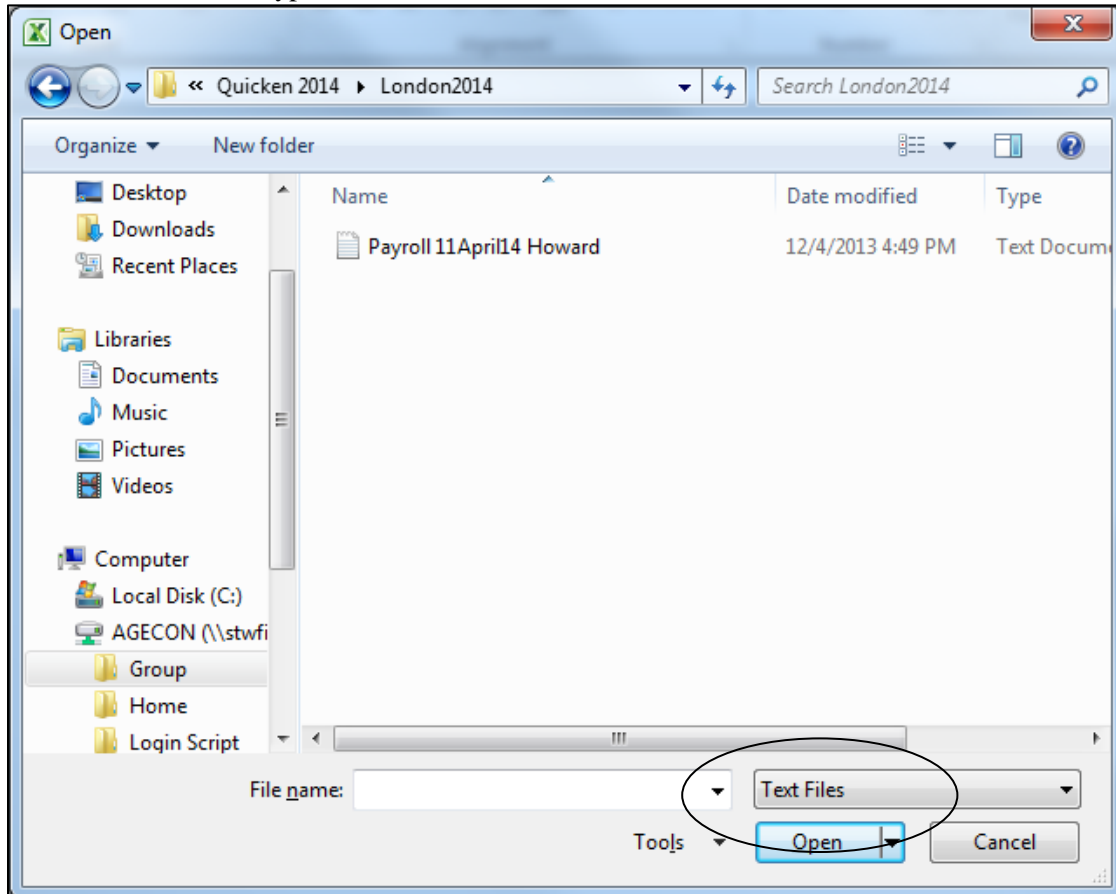 Open
« Quicken 2014 ▸ London2014
Search London2014
Organize
New folder
Desktop
Downloads
Recent Places
Libraries
Documents
Music
Pictures
Videos
Computer
Local Disk (C:)
AGECON (\\stwfi
Group
Home
Login Script
Name Date modified Type
Payroll 11April14 Howard 12/4/2013 4:49 PM Text Docum
File name:
Text Files
Tools
Open
Cancel